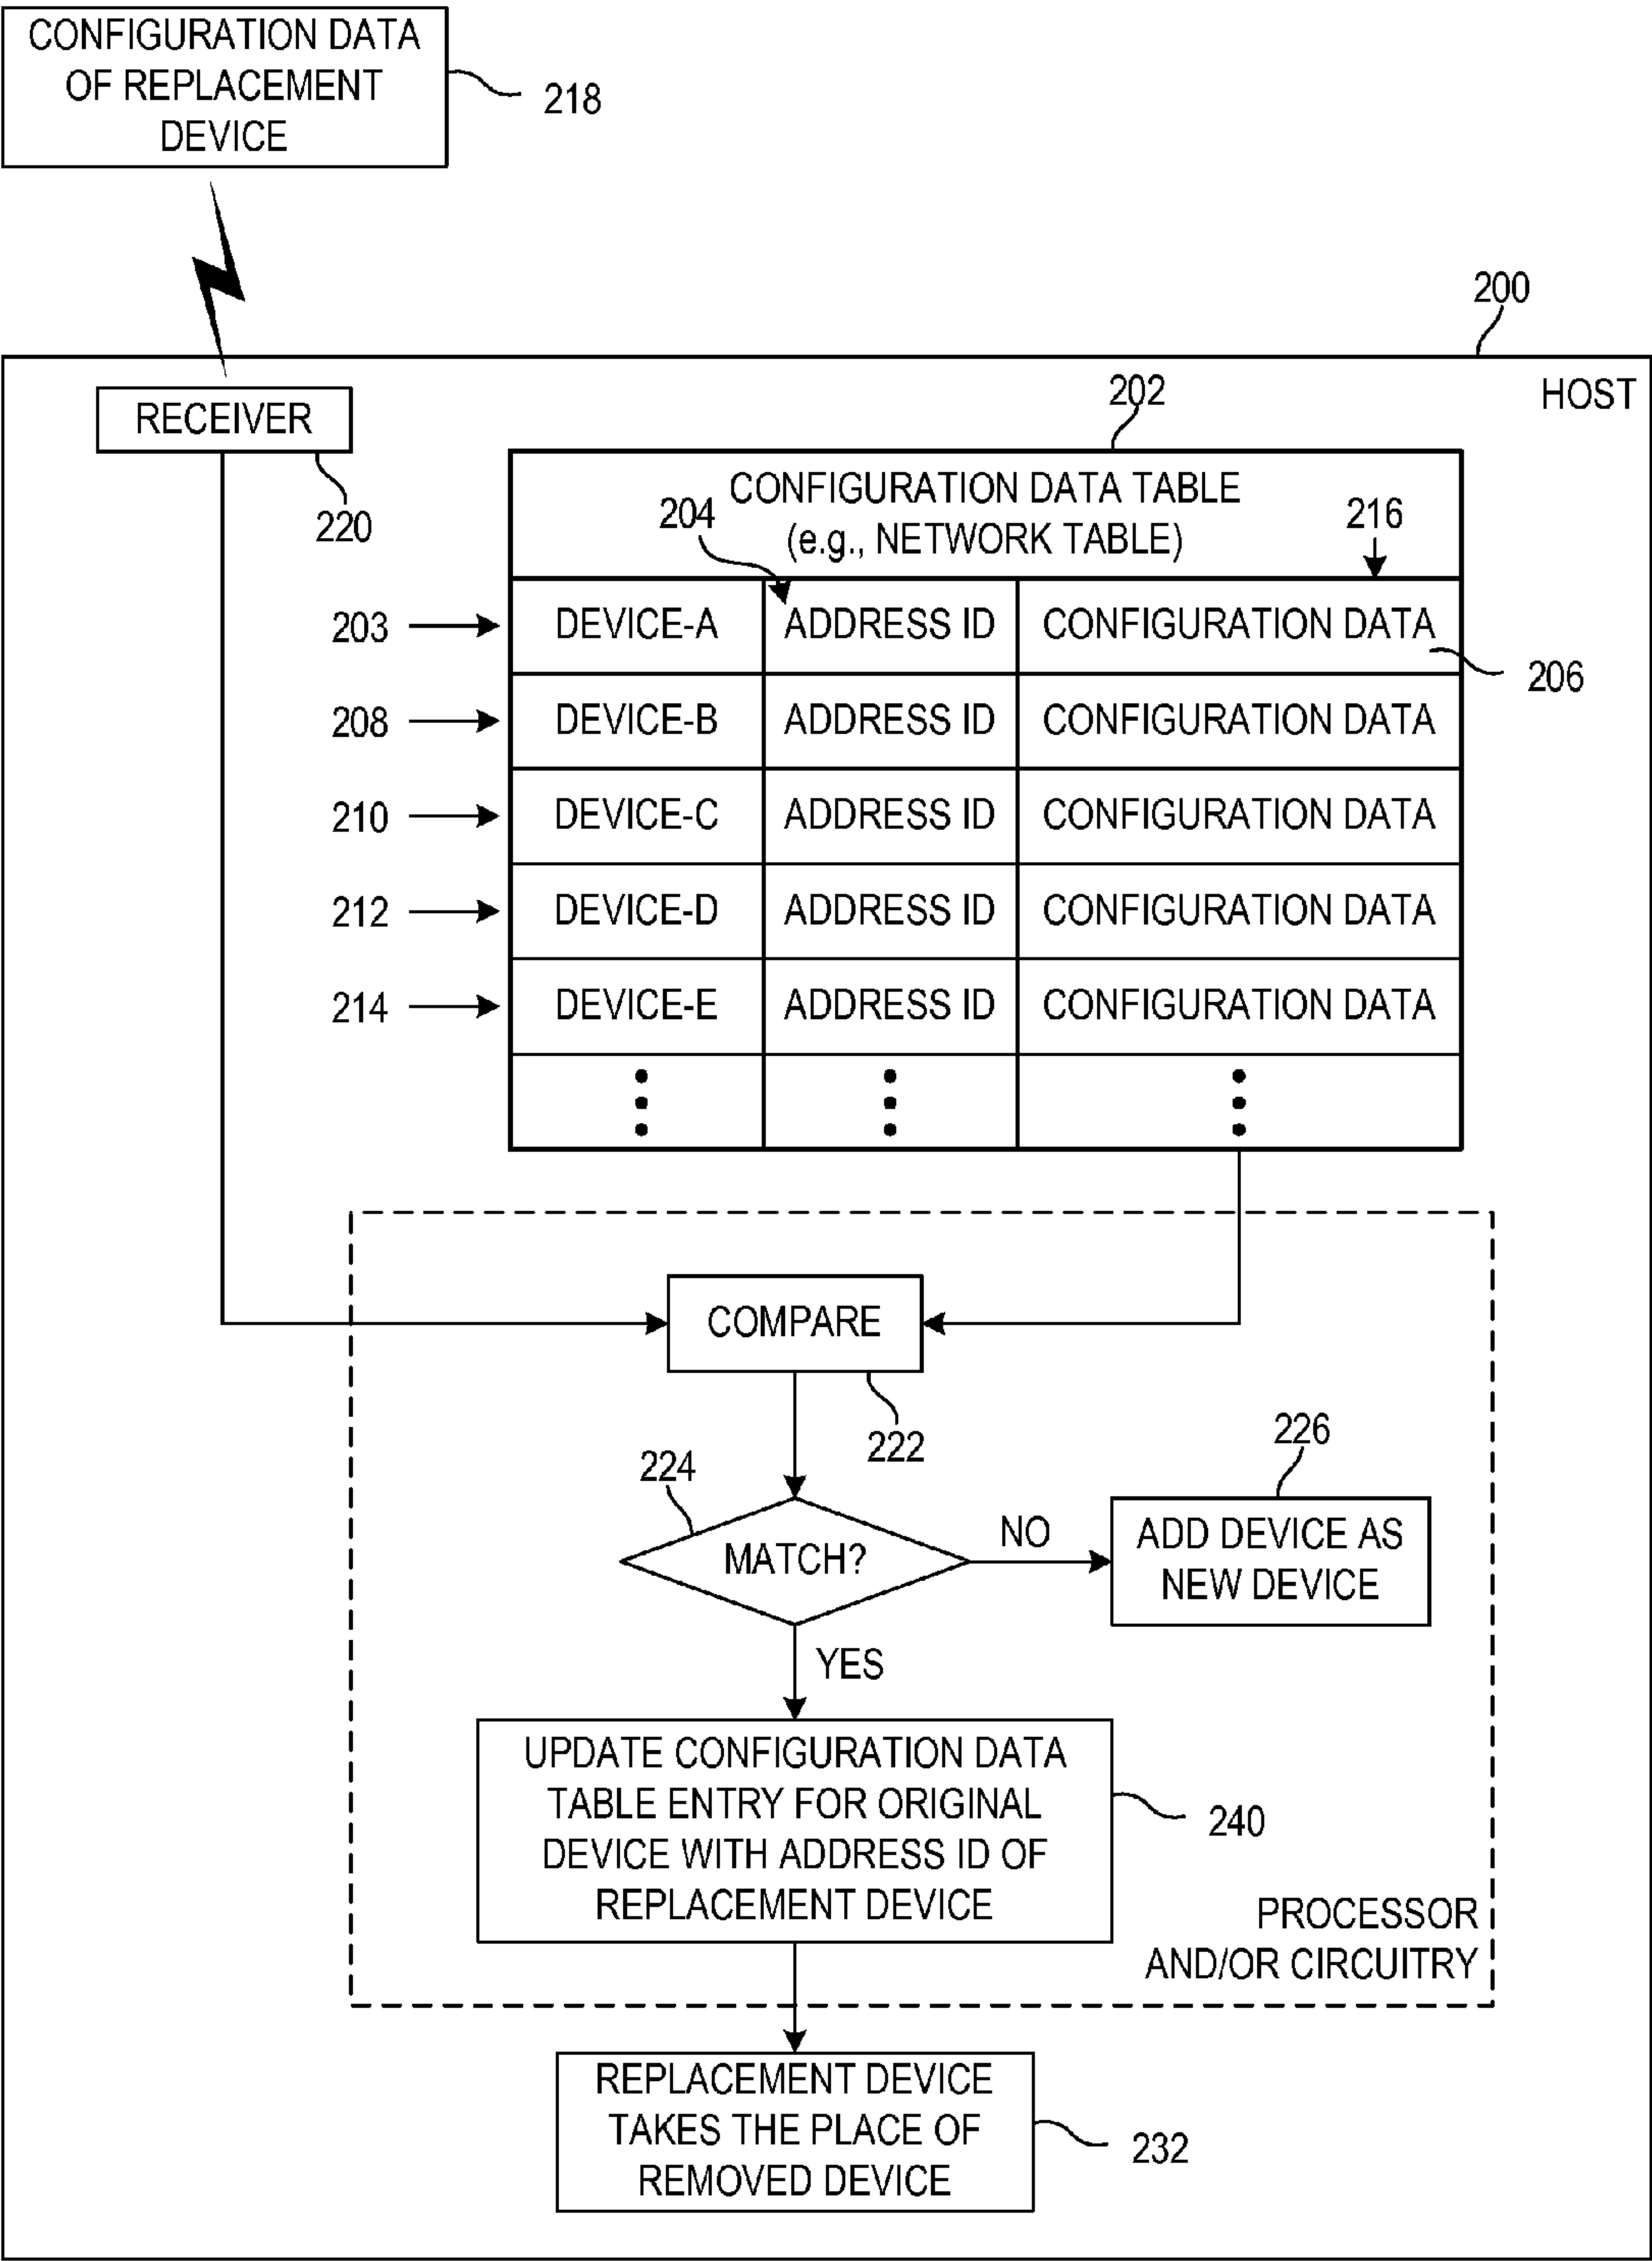 CONFIGURATION DATA
OF REPLACEMENT
DEVICE
218
200
HOST
RECEIVER
220
202
CONFIGURATION DATA TABLE
(e.g., NETWORK TABLE)
204
216
203 DEVICE-A ADDRESS ID CONFIGURATION DATA
206
208 DEVICE-B ADDRESS ID CONFIGURATION DATA
210 DEVICE-C ADDRESS ID CONFIGURATION DATA
212 DEVICE-D ADDRESS ID CONFIGURATION DATA
214 DEVICE-E ADDRESS ID CONFIGURATION DATA
COMPARE
222
224
MATCH?
NO
226
ADD DEVICE AS
NEW DEVICE
YES
UPDATE CONFIGURATION DATA
TABLE ENTRY FOR ORIGINAL
DEVICE WITH ADDRESS ID OF
REPLACEMENT DEVICE
240
PROCESSOR
AND/OR CIRCUITRY
REPLACEMENT DEVICE
TAKES THE PLACE OF
REMOVED DEVICE
232